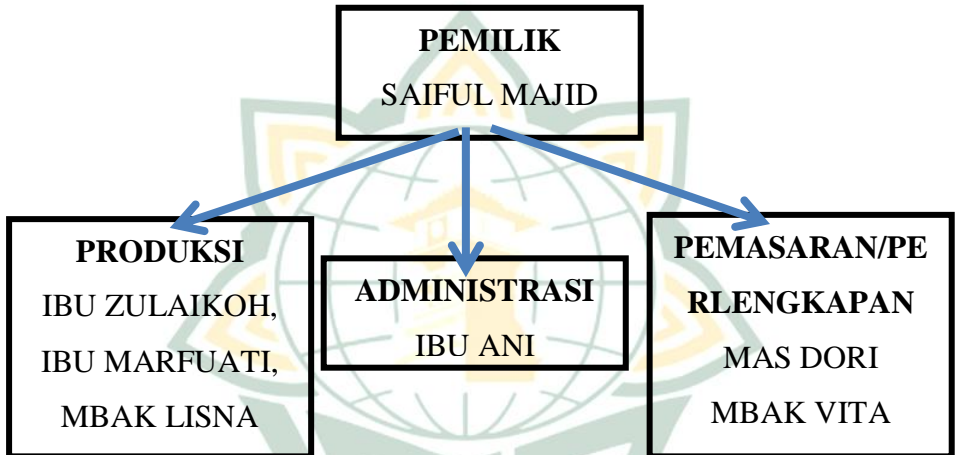 PEMILIK
SAIFUL MAJID
PRODUKSI
IBU ZULAIKOH,
IBU MARFUATI,
MBAK LISNA
ADMINISTRASI
IBU ANI
PEMASARAN/PE
RLENGKAPAN
MAS DORI
MBAK VITA